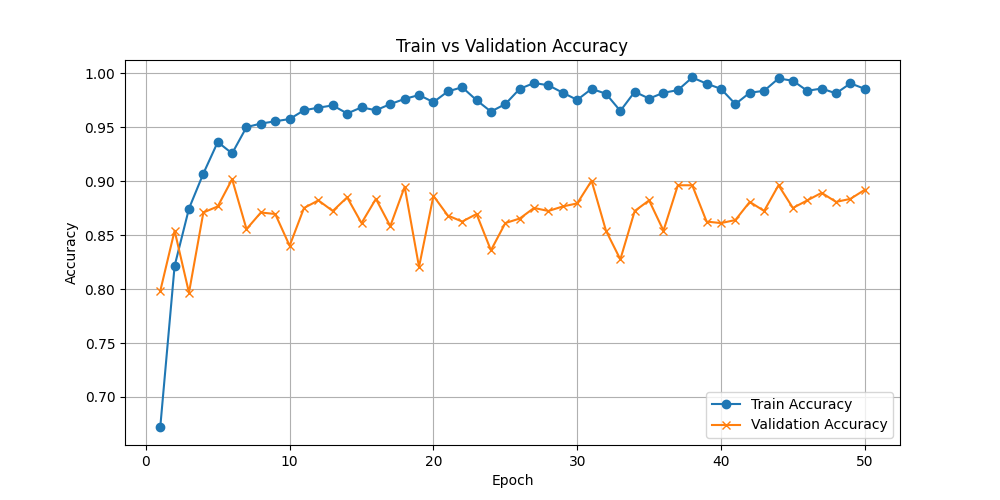 Train vs Validation Accuracy
1.00
0.95
0.90
0.85
0.80
0.75
0.70
Accuracy
0 10 20 30 40 50
Epoch
Train Accuracy
Validation Accuracy